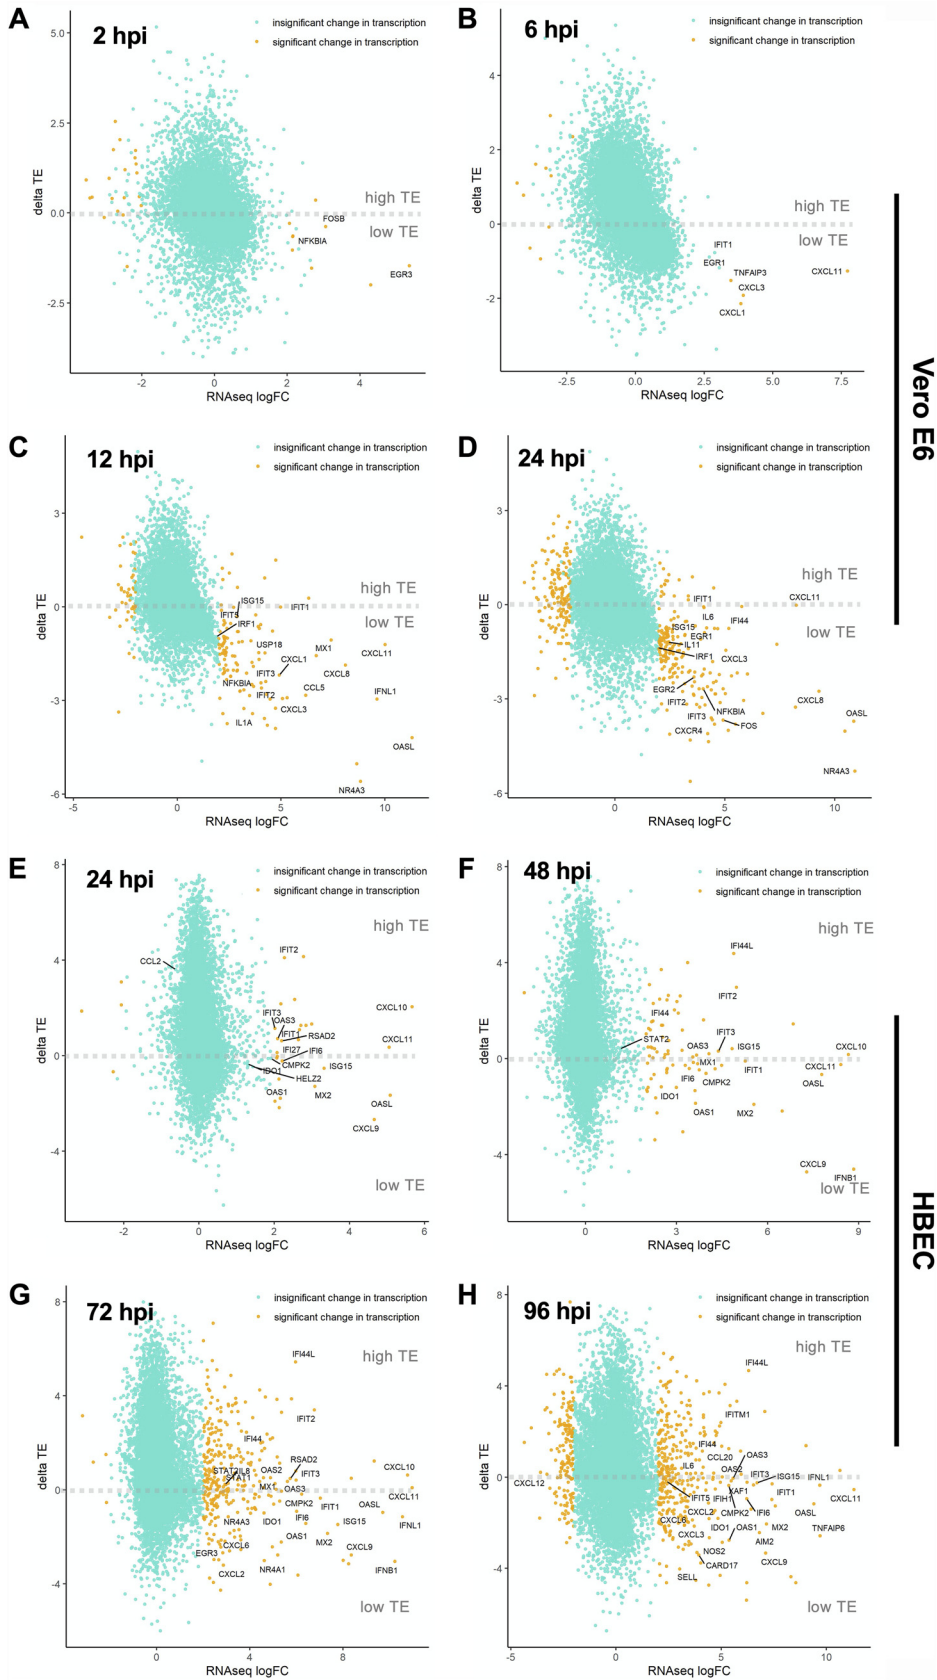 A
2 hpi
insignificant change in transcription
significant change in transcription
5.0
2.5
0.0
-2.5
delta TE
high TE
low TE
FOSB
NFKBIA
EGR3
-2
0
2
4
RNAseq logFC
B
6 hpi
insignificant change in transcription
significant change in transcription
4
2
0
-2
delta TE
high TE
low TE
IFIT1
EGR1
TNFAIP3
CXCL11
CXCL3
CXCL1
-2.5
0.0
2.5
5.0
7.5
RNAseq logFC
Vero E6
C
12 hpi
insignificant change in transcription
significant change in transcription
3
0
-3
-6
delta TE
high TE
low TE
ISG15
IFIT1
IFIT5
IRF1
USP18
MX1
CXCL11
CXCL1
IFIT3
CXCL8
NFKBIA
CCL5
IFNL1
IFIT2
CXCL3
IL1A
OASL
NR4A3
-5
0
5
10
RNAseq logFC
D
24 hpi
insignificant change in transcription
significant change in transcription
3
0
-3
-6
delta TE
high TE
low TE
IFIT1
CXCL11
IL6
IFI44
ISG15
EGR1
IL11
IRF1
CXCL3
EGR2
IFIT2
CXCL8
NFKBIA
IFIT3
OASL
FOS
CXCR4
NR4A3
0
5
10
RNAseq logFC
E
24 hpi
insignificant change in transcription
significant change in transcription
8
4
0
-4
delta TE
high TE
low TE
IFIT2
CCL2
CXCL10
IFIT3
OAS3
IFIT1
RSAD2
CXCL11
IFI27
IFI6
CMPK2
ISG15
IDO1
HELZ2
OAS1
MX2
OASL
CXCL9
-2
0
2
4
6
RNAseq logFC
F
48 hpi
insignificant change in transcription
significant change in transcription
8
4
0
-4
delta TE
high TE
low TE
IFI44L
IFIT2
IFI44
IFIT3
STAT2
OAS3
ISG15
CXCL10
MX1
IFIT1
CXCL11
IFI6
CMPK2
OASL
IDO1
OAS1
MX2
CXCL9
IFNB1
0
3
6
9
RNAseq logFC
HBEC
G
72 hpi
insignificant change in transcription
significant change in transcription
8
4
0
-4
delta TE
high TE
low TE
IFI44L
IFIT2
IFI44
RSAD2
CXCL10
STAT2
IL8
OAS2
IFIT3
STAT1
MX1
OAS3
CXCL11
CMPK2
IFIT1
OASL
NR4A3
IDO1
IFI6
ISG15
IFNL1
OAS1
MX2
CXCL6
CXCL9
EGR3
NR4A1
IFNB1
CXCL2
0
4
8
RNAseq logFC
H
96 hpi
insignificant change in transcription
significant change in transcription
8
4
0
-4
delta TE
high TE
low TE
IFI44L
IFITM1
IFI44
CCL20
OAS3
IL6
OAS2
IFIT3
ISG15
IFNL1
CXCL12
XAF1
IFIT1
CXCL11
IFIT5
IFIH1
CXCL2
CMPK2
IFI6
OASL
CXCL6
IDO1
OAS1
MX2
TNFAIP6
CXCL3
AIM2
NOS2
CXCL9
CARD17
SELL
-5
0
5
10
RNAseq logFC